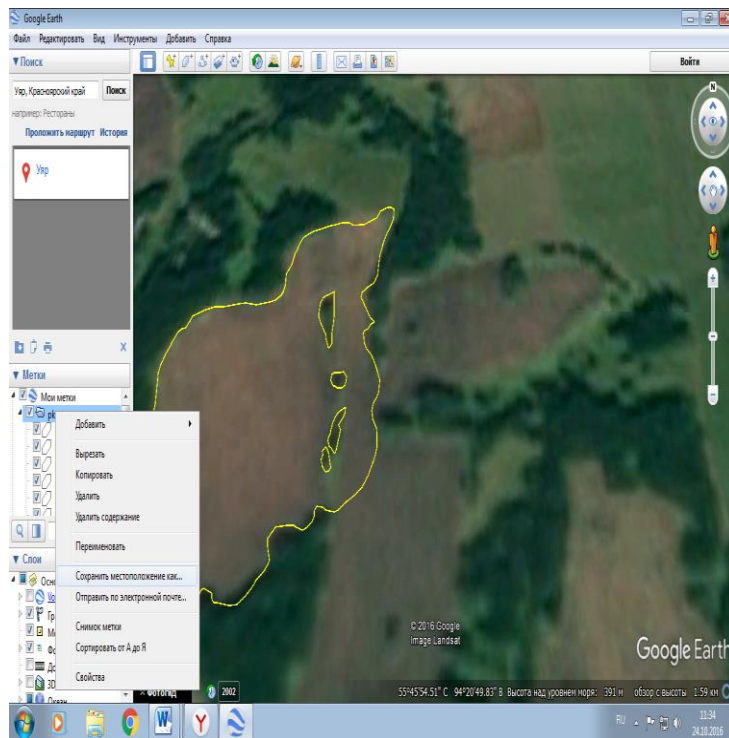 Google Earth
Файл Редактировать Вид Инструменты Добавить Справка
Поиск
Войти
Уяр, Красноярский край Поиск
например: Рестораны
Проложить маршрут История
Уяр
Метки
Мои метки
Добавить
Вырезать
Копировать
Удалить
Удалить содержание
Переименовать
Сохранить местоположение как...
Отправить по электронной почте...
Снимок метки
Сортировать от А до Я
Свойства
Слои
3D
Океан
N
© 2016 Google
Image Landsat
Google Earth
2002
55°45'54.51" С 94°20'49.83" В Высота над уровнем моря: 391 м обзор с высоты 1.59 км
RU
11:34
24.10.2016